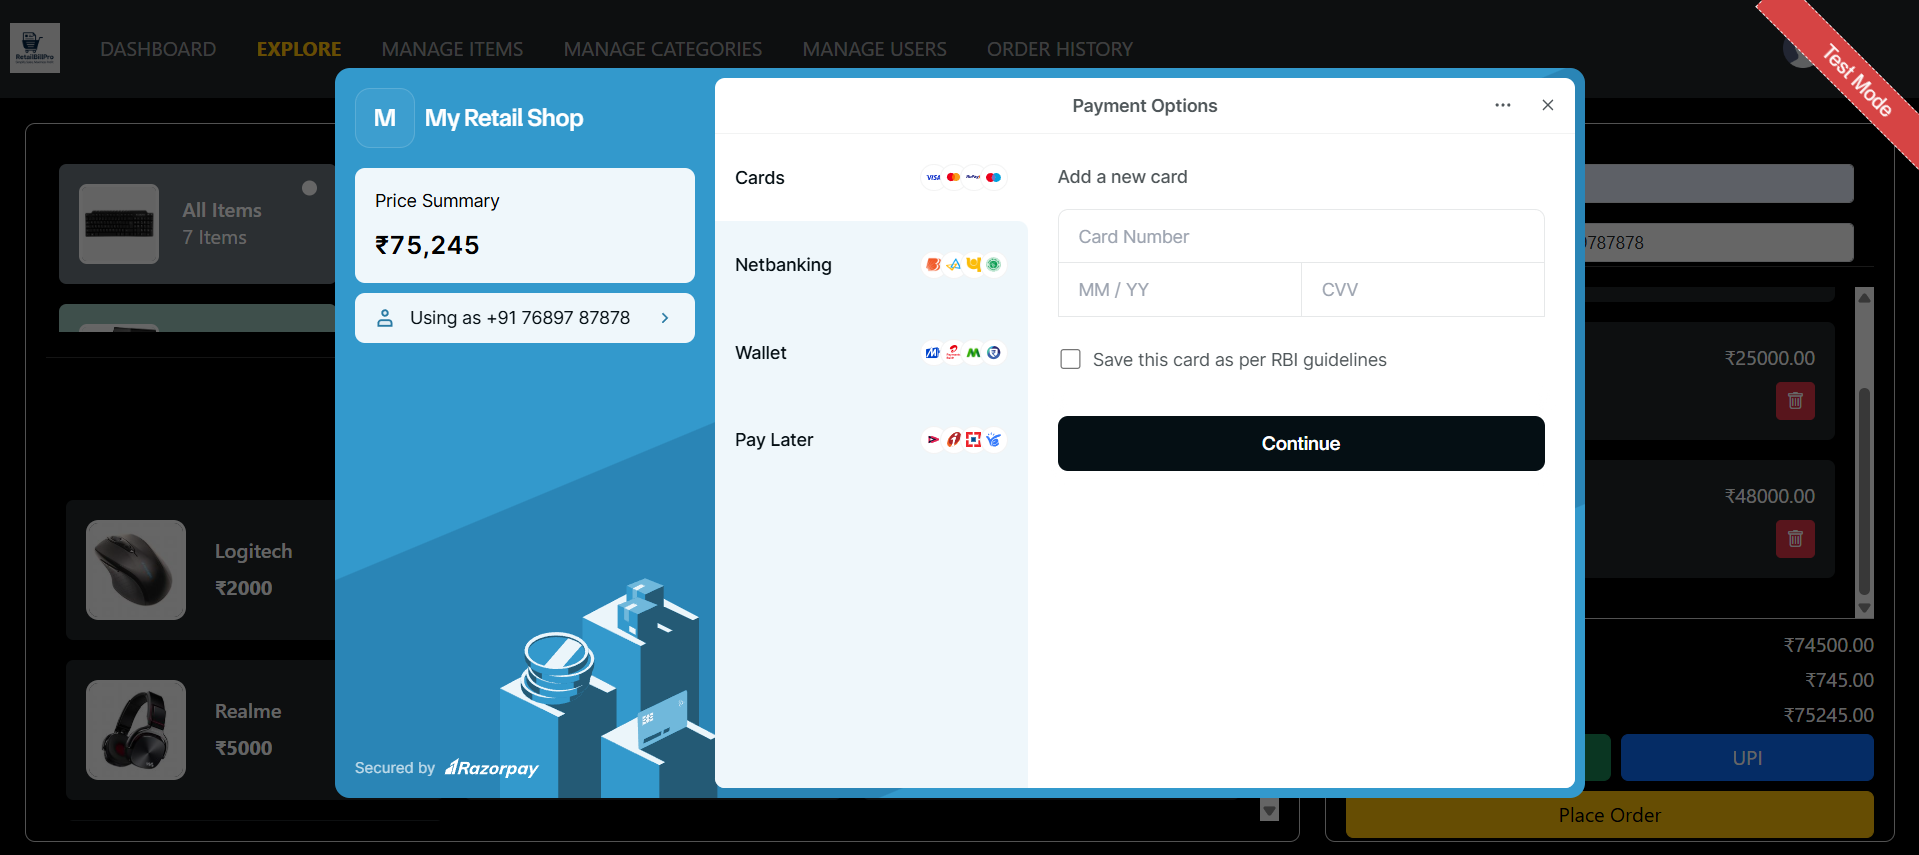 RetailBillPro
DASHBOARD
EXPLORE
MANAGE ITEMS
MANAGE CATEGORIES
MANAGE USERS
ORDER HISTORY
Test Mode
All Items
7 Items
Logitech
₹2000
Realme
₹5000
M
My Retail Shop
Price Summary
₹75,245
Using as +91 76897 87878
Secured by Razorpay
Payment Options
Cards
VISA
RuPay
Netbanking
Wallet
Pay Later
Add a new card
Card Number
MM / YY
CVV
Save this card as per RBI guidelines
Continue
787878
₹25000.00
₹48000.00
₹74500.00
₹745.00
₹75245.00
UPI
Place Order